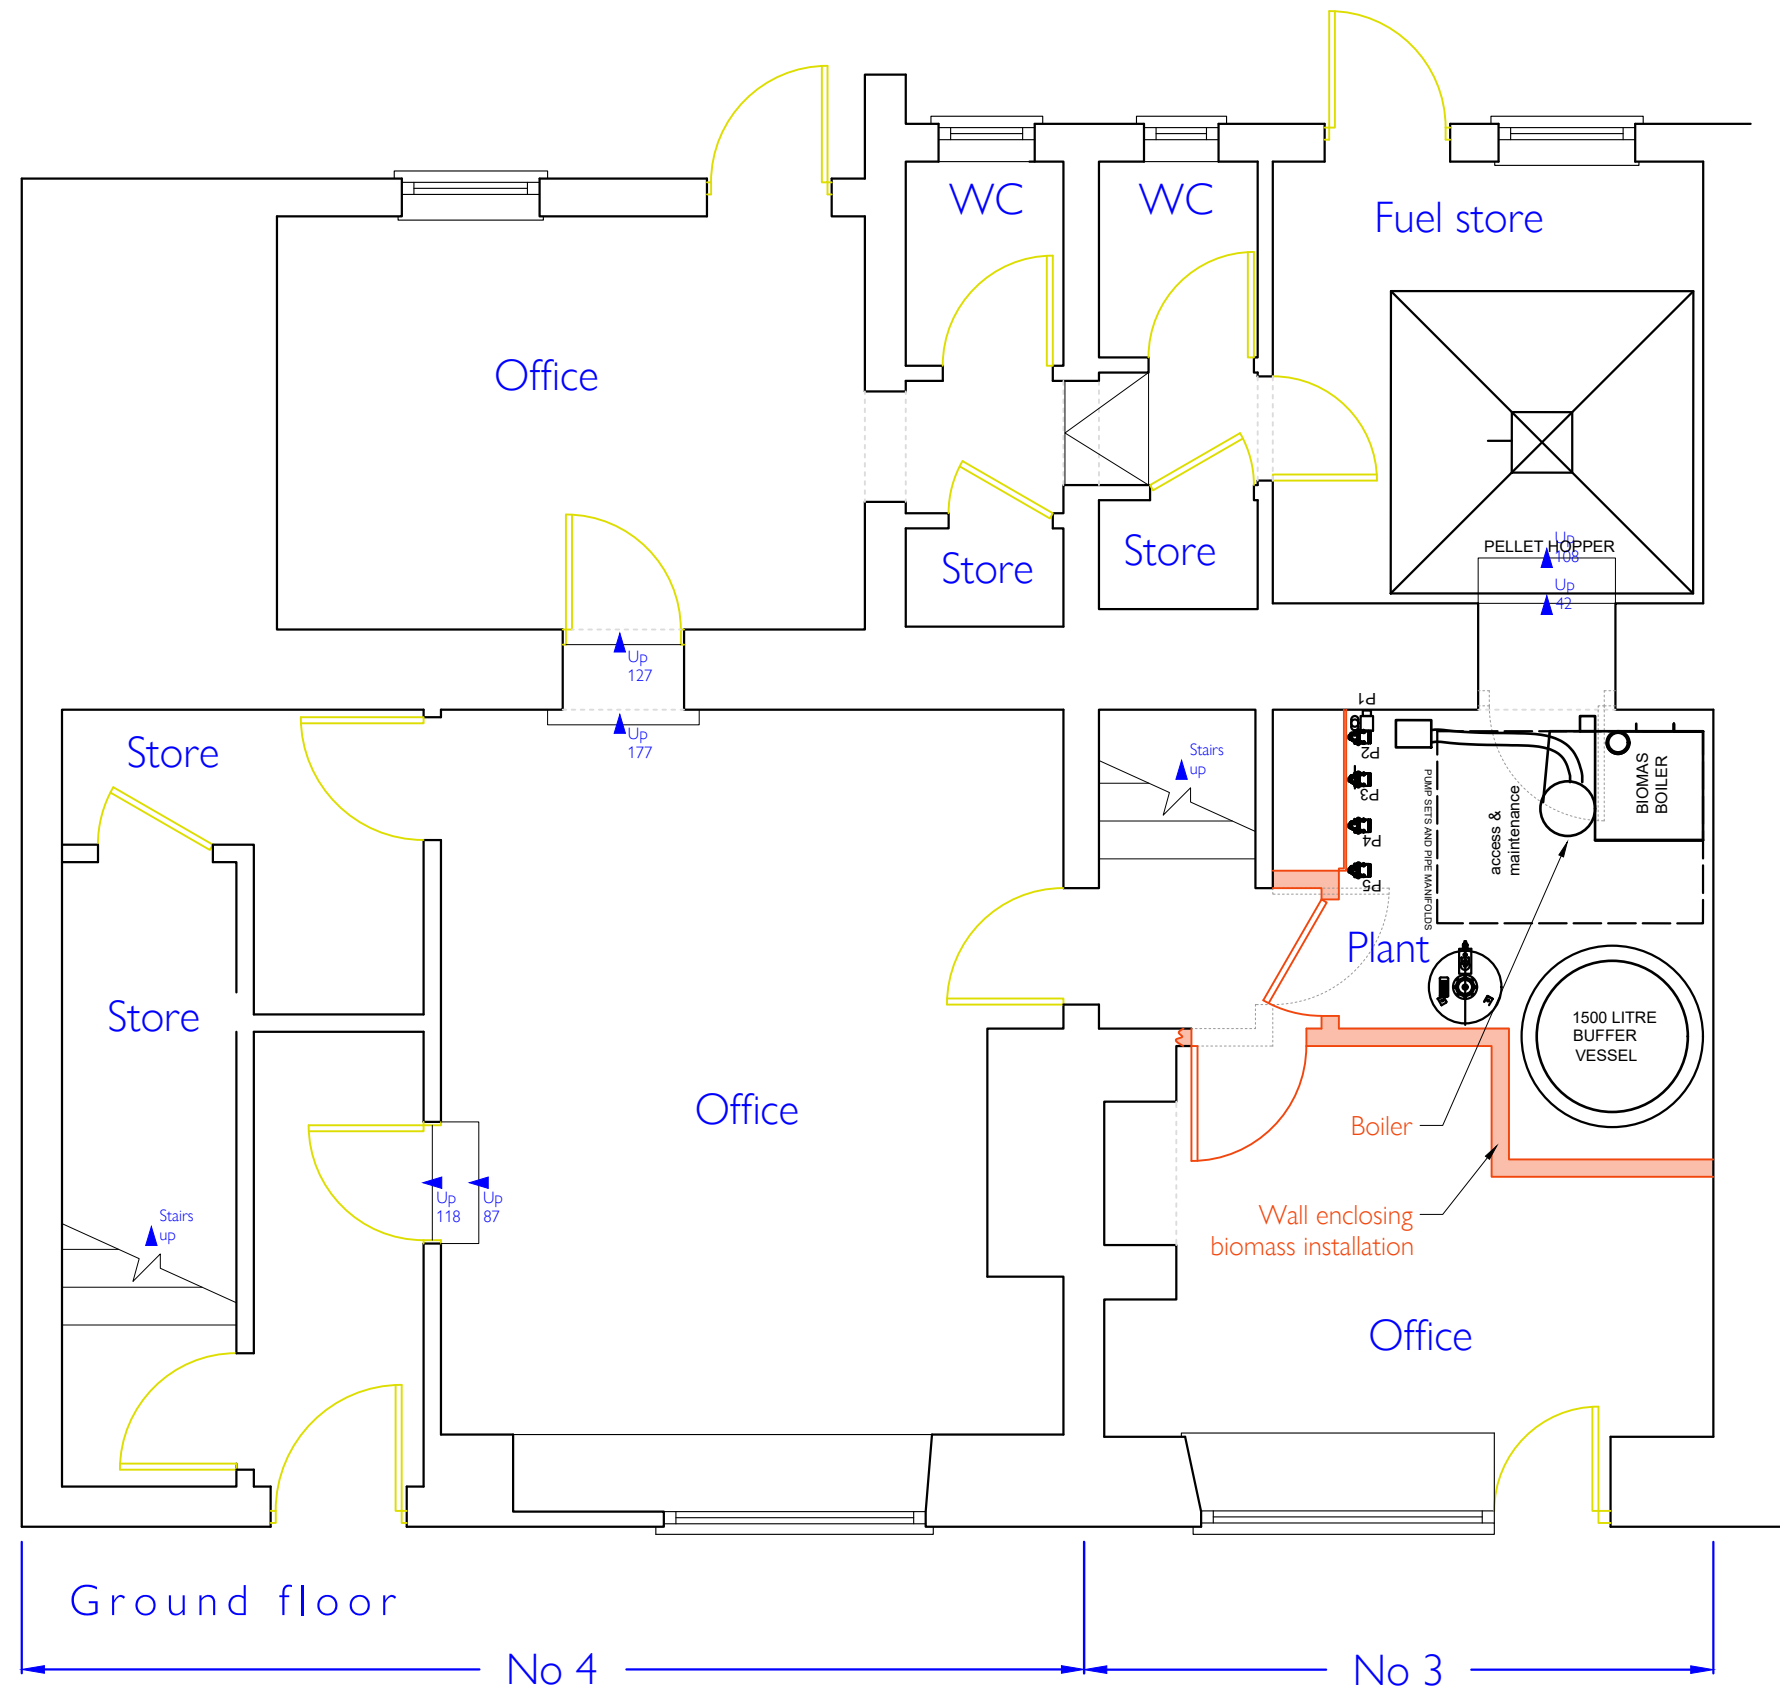 WC
WC
Fuel store
Office
PELLET HOPPER
Up
108
Up
42
Store
Store
Up
127
Up
177
Store
Stairs
up
P1
P2
P3
P4
P5
PUMP SETS AND PIPE MANIFOLDS
access &
maintenance
BIOMAS
BOILER
Plant
Store
1500 LITRE
BUFFER
VESSEL
Office
Boiler
Up
118
Up
87
Stairs
up
Wall enclosing
biomass installation
Office
Ground floor
No 4
No 3